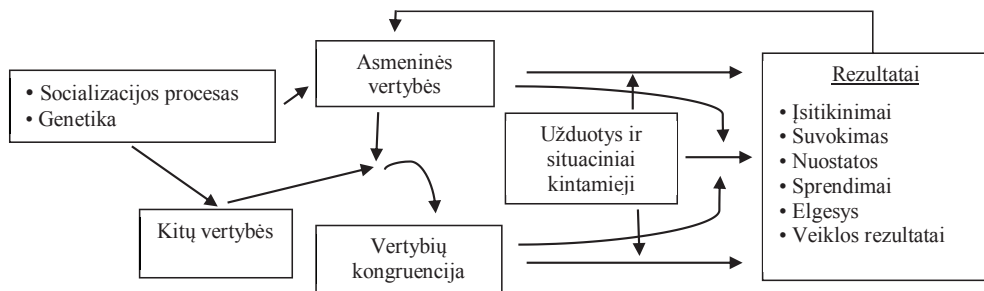 • Socializacijos procesas
• Genetika
Asmeninės
vertybės
Kitų vertybės
Vertybių
kongruencija
Užduotys ir
situaciniai
kintamieji
Rezultatai
• Įsitikinimai
• Suvokimas
• Nuostatos
• Sprendimai
• Elgesys
• Veiklos rezultatai